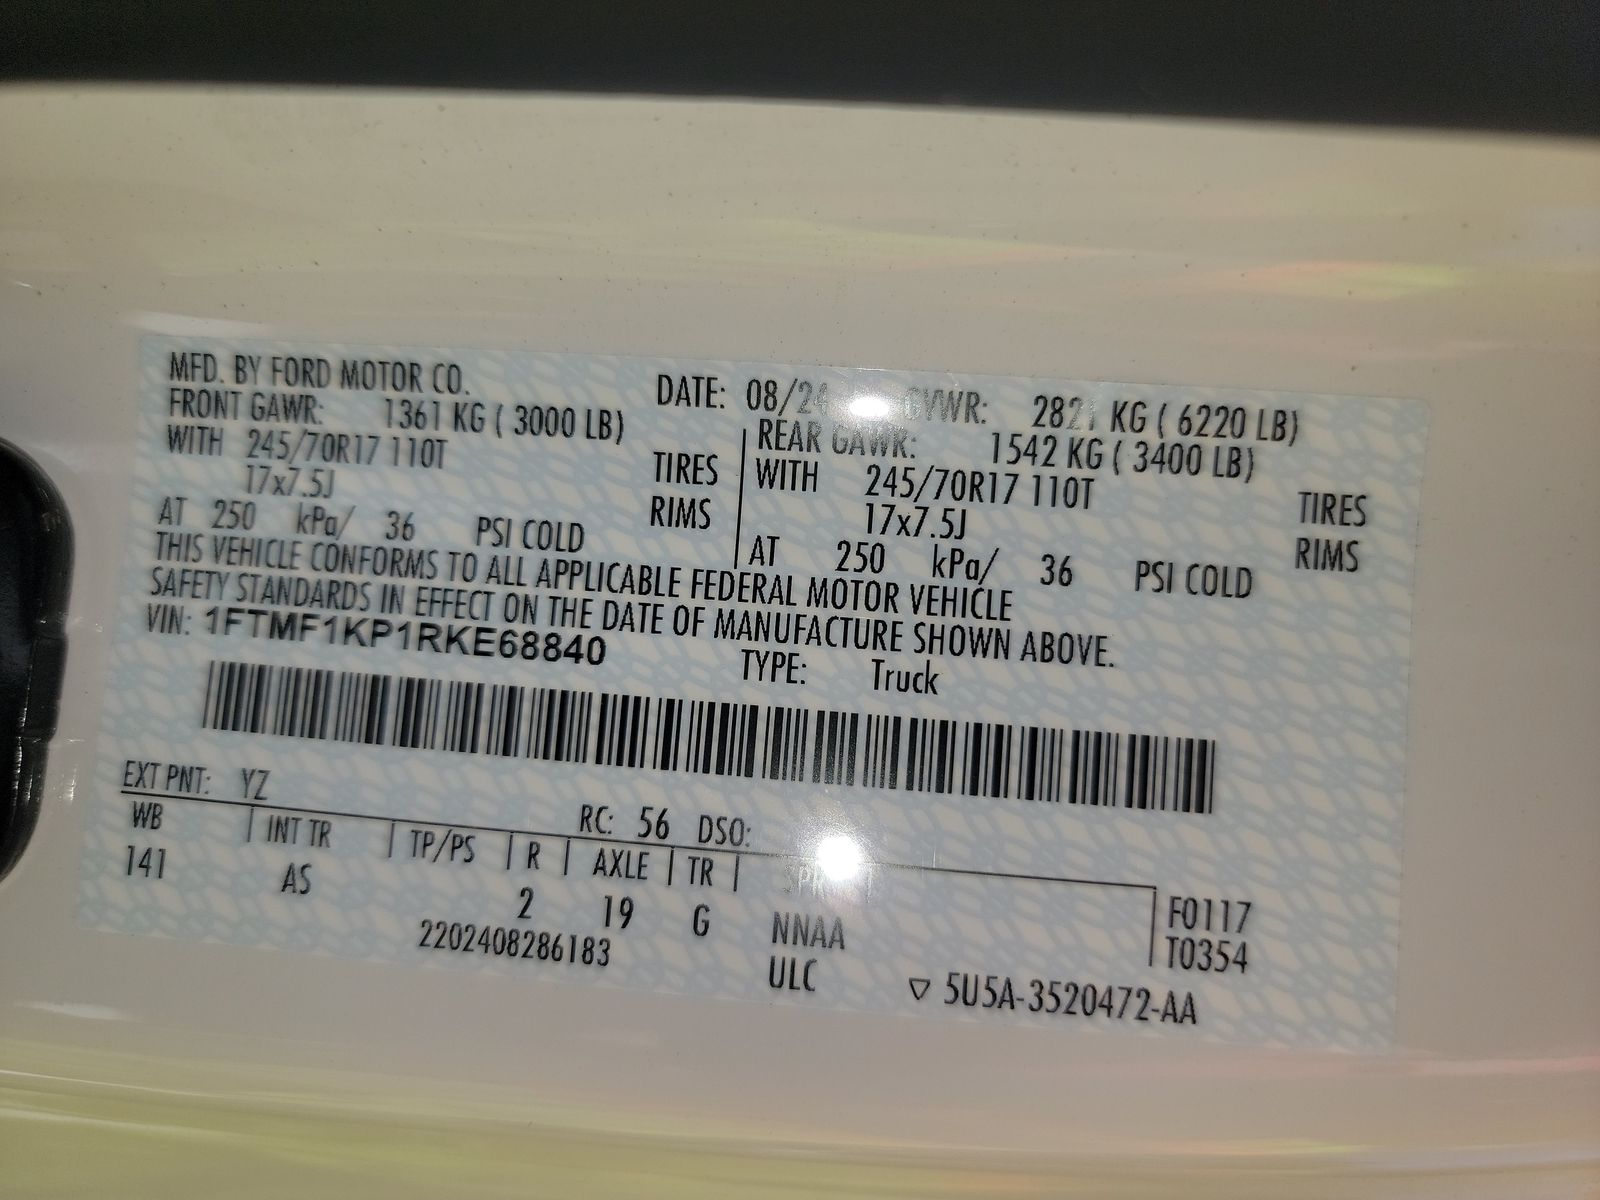 MFD. BY FORD MOTOR CO.
DATE: 08/24 GVWR: 2821 KG ( 6220 LB)
FRONT GAWR: 1361 KG ( 3000 LB)
WITH 245/70R17 110T TIRES
17x7.5J RIMS
AT 250 kPa/ 36 PSI COLD
REAR GAWR: 1542 KG ( 3400 LB)
WITH 245/70R17 110T TIRES
17x7.5J RIMS
AT 250 kPa/ 36 PSI COLD
THIS VEHICLE CONFORMS TO ALL APPLICABLE FEDERAL MOTOR VEHICLE
SAFETY STANDARDS IN EFFECT ON THE DATE OF MANUFACTURE SHOWN ABOVE.
VIN: 1FTMF1KP1RKE68840 TYPE: Truck
EXT PNT: YZ RC: 56 DSO:
WB | INT TR | TP/PS | R | AXLE | TR |
141 AS 2 19 G NNAA
F0117
T0354
2202408286183 ULC ▽ 5U5A-3520472-AA